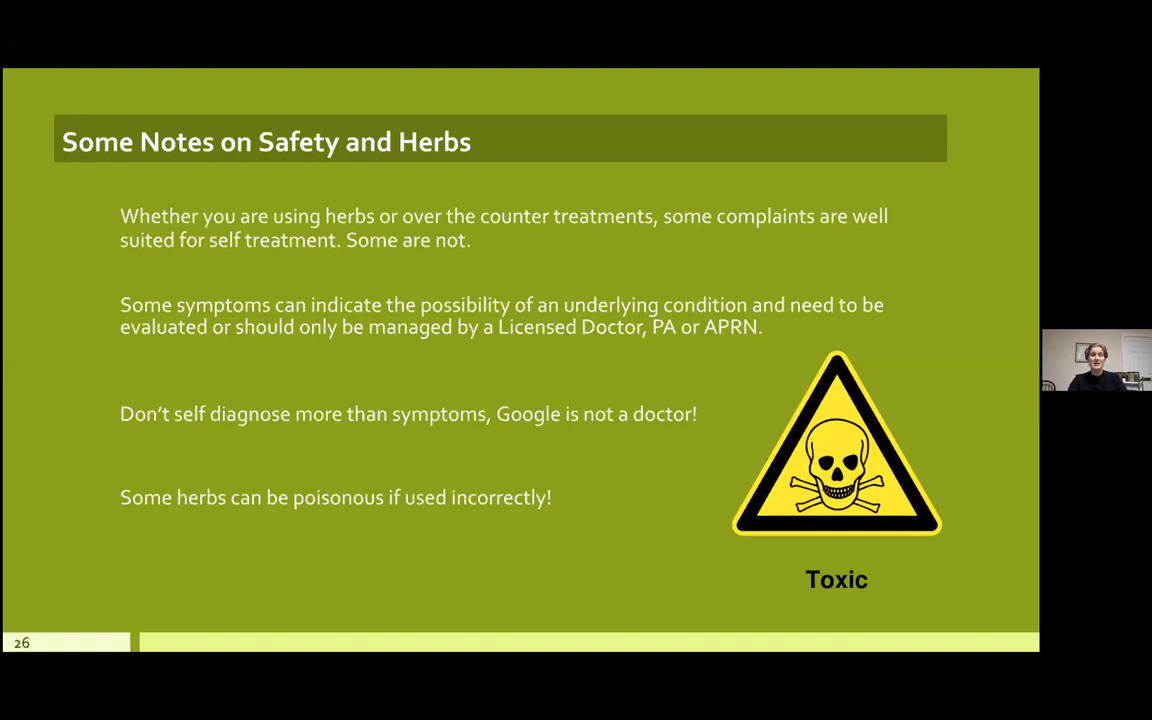 Some Notes on Safety and Herbs
Whether you are using herbs or over the counter treatments, some complaints are well
suited for self treatment. Some are not.
Some symptoms can indicate the possibility of an underlying condition and need to be
evaluated or should only be managed by a Licensed Doctor, PA or APRN.
Don’t self diagnose more than symptoms, Google is not a doctor!
Some herbs can be poisonous if used incorrectly!
Toxic
26